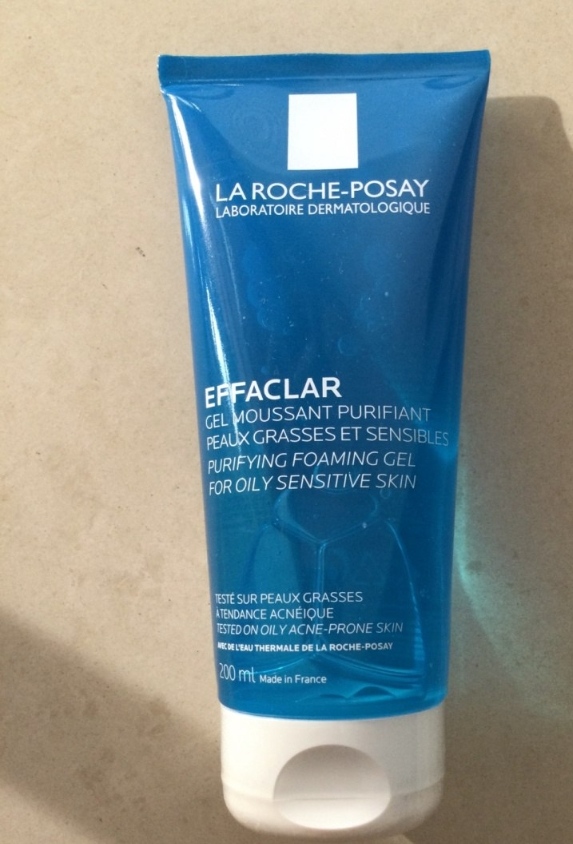 LA ROCHE-POSAY
LABORATOIRE DERMATOLOGIQUE
EFFACLAR
GEL MOUSSANT PURIFIANT
PEAUX GRASSES ET SENSIBLES
PURIFYING FOAMING GEL
FOR OILY SENSITIVE SKIN
TESTÉ SUR PEAUX GRASSES
À TENDANCE ACNÉIQUE
TESTED ON OILY ACNE-PRONE SKIN
AVEC DE L'EAU THERMALE DE LA ROCHE-POSAY
200 ml Made in France